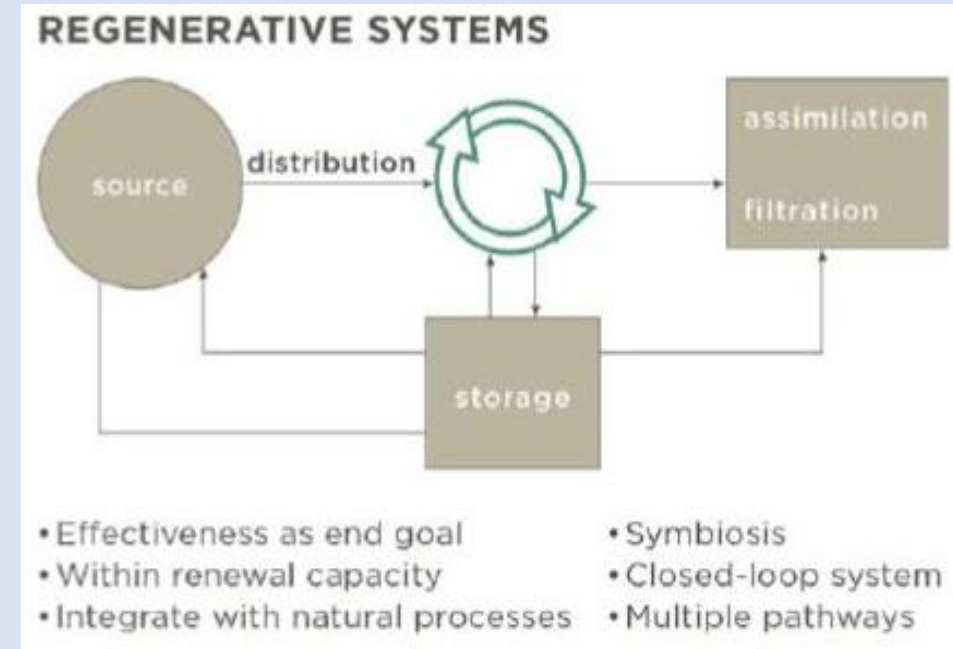 REGENERATIVE SYSTEMS
source
distribution
assimilation
filtration
storage
• Effectiveness as end goal
• Within renewal capacity
• Integrate with natural processes
• Symbiosis
• Closed-loop system
• Multiple pathways